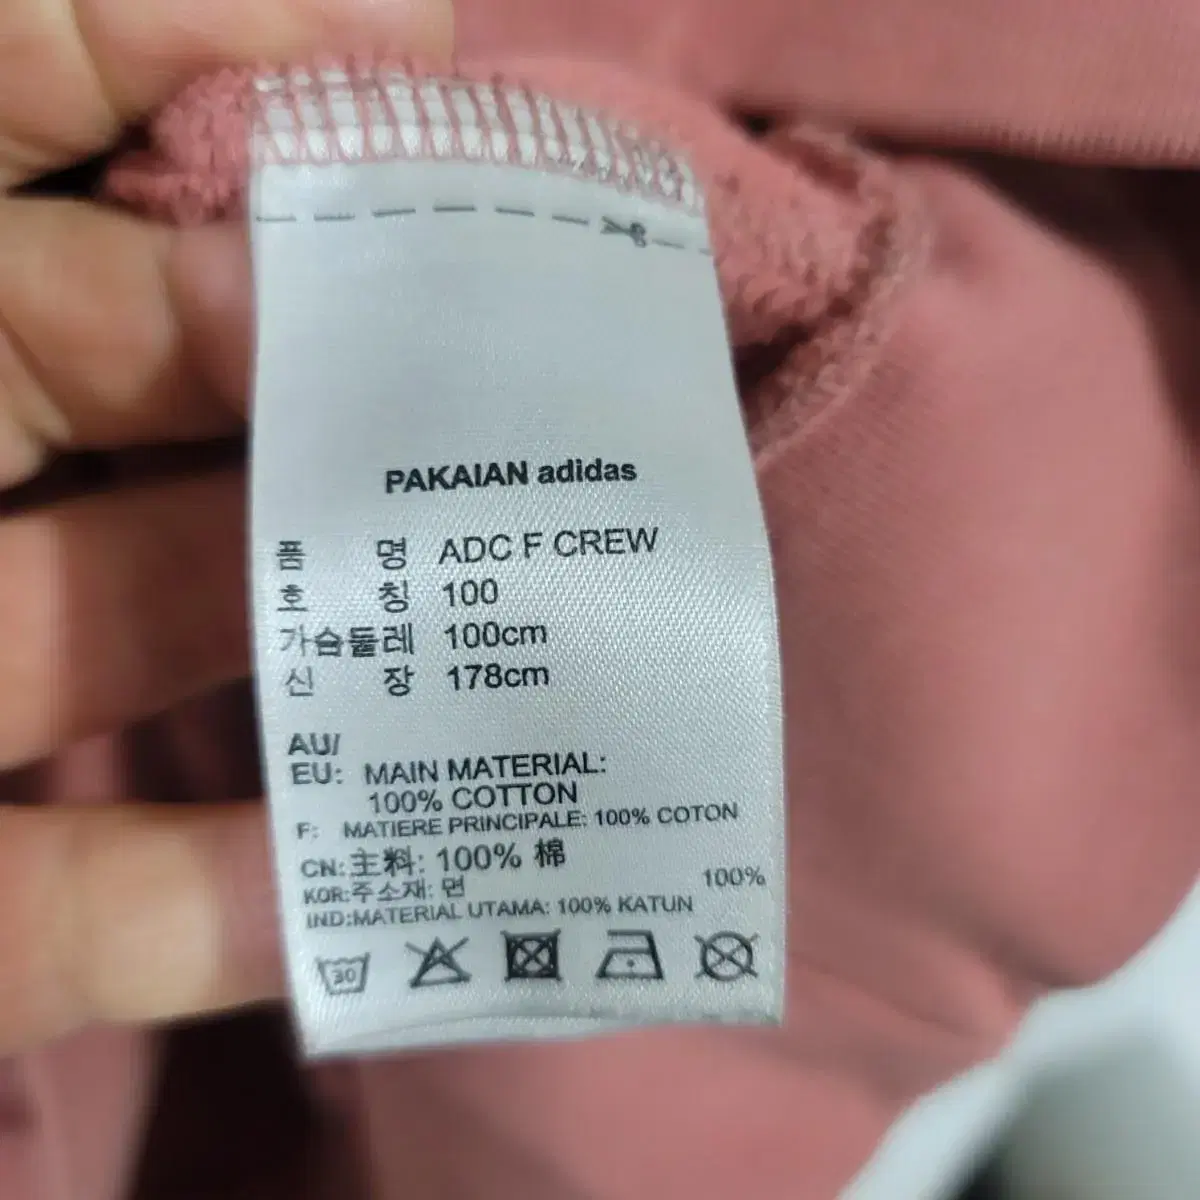 PAKAIAN adidas
품 명 ADC F CREW
호 칭 100
가슴둘레 100cm
신 장 178cm
AU/
EU: MAIN MATERIAL:
100% COTTON
F: MATIERE PRINCIPALE: 100% COTON
CN:主料: 100% 棉
KOR:주소재: 면 100%
IND:MATERIAL UTAMA: 100% KATUN
30